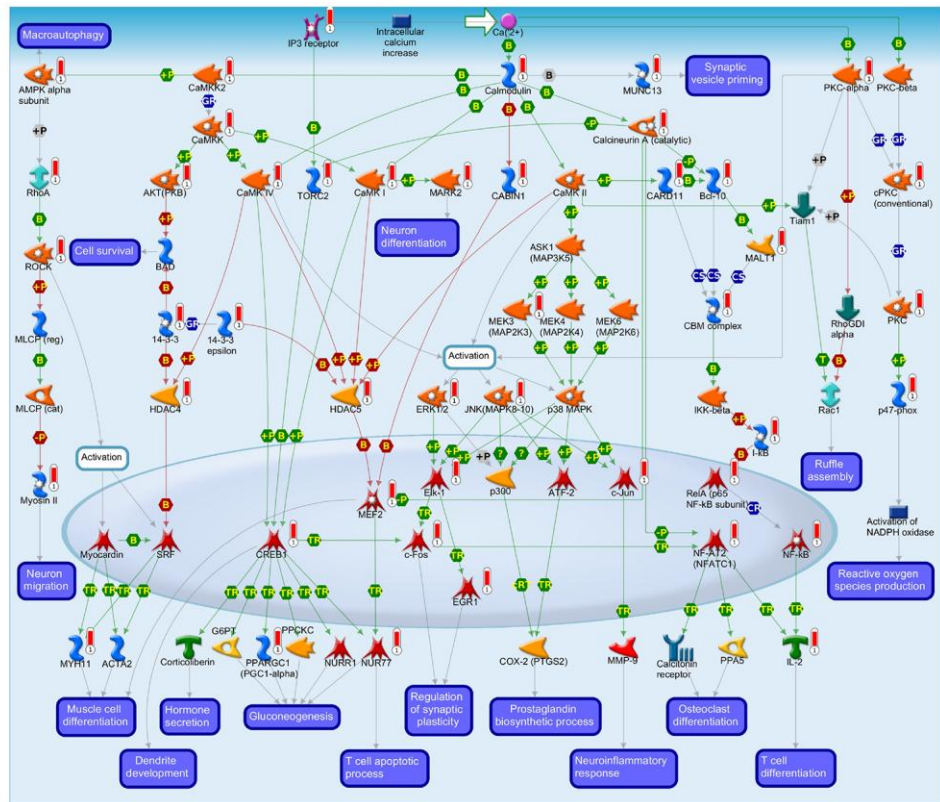 Macroautophagy
IP3 receptor
Intracellular
calcium
increase
Ca(2+)
AMPK alpha
subunit
CaMKK2
Calmodulin
MUNC13
Synaptic
vesicle priming
PKC-alpha
PKC-beta
CaMKK
Calcineurin A (catalytic)
RhoA
AKT(PKB)
CaMK IV
TORC2
CaMK I
MARK2
CABIN1
CaMK II
CARD11
Bcl-10
Tiam1
cPKC
(conventional)
Cell survival
Neuron
differentiation
ROCK
BAD
ASK1
(MAP3K5)
MALT1
MLCP (reg)
14-3-3
14-3-3
epsilon
MEK3
(MAP2K3)
MEK4
(MAP2K4)
MEK6
(MAP2K6)
CBM complex
RhoGDI
alpha
PKC
Activation
MLCP (cat)
HDAC4
HDAC5
ERK1/2
JNK(MAPK8-10)
p38 MAPK
IKK-beta
I-kB
Rac1
p47-phox
Activation
Myosin II
MEF2
Elk-1
p300
ATF-2
c-Jun
RelA (p65
NF-kB subunit)
Ruffle
assembly
Myocardin
SRF
CREB1
c-Fos
NF-AT2
(NFATC1)
NF-kB
Activation of
NADPH oxidase
Neuron
migration
EGR1
Reactive oxygen
species production
MYH11
ACTA2
Corticoliberin
G6PT
PPARGC1
(PGC1-alpha)
PPCKC
NURR1
NUR77
COX-2 (PTGS2)
MMP-9
Calcitonin
receptor
PPA5
IL-2
Muscle cell
differentiation
Hormone
secretion
Gluconeogenesis
Regulation
of synaptic
plasticity
Prostaglandin
biosynthetic process
Osteoclast
differentiation
Dendrite
development
T cell apoptotic
process
Neuroinflammatory
response
T cell
differentiation